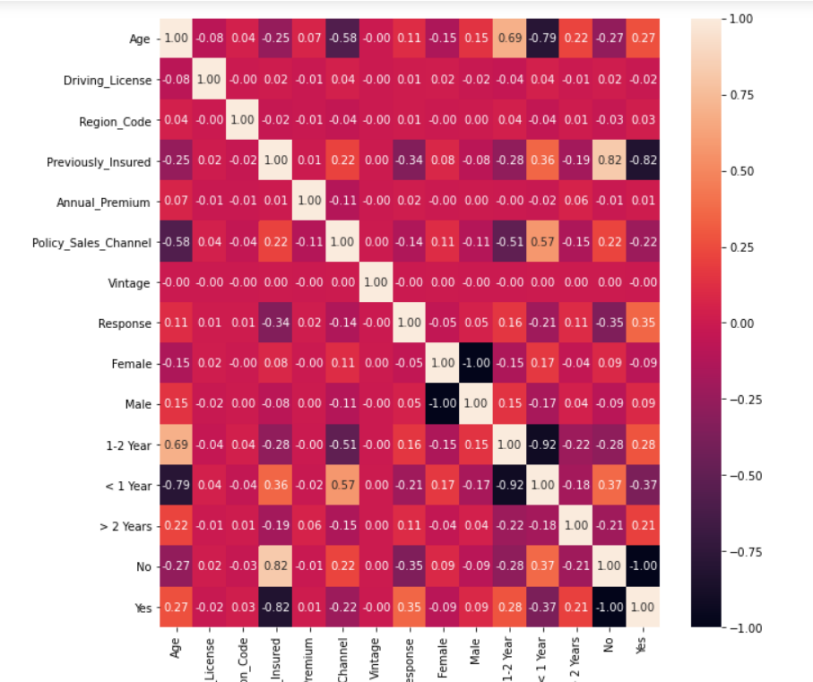 Age 1.00 -0.08 0.04 -0.25 0.07 -0.58 -0.00 0.11 -0.15 0.15 0.69 -0.79 0.22 -0.27 0.27
Driving_License -0.08 1.00 -0.00 0.02 -0.01 0.04 -0.00 0.01 0.02 -0.02 -0.04 0.04 -0.01 0.02 -0.02
Region_Code 0.04 -0.00 1.00 -0.02 -0.01 -0.04 -0.00 0.01 -0.00 0.00 0.04 -0.04 0.01 -0.03 0.03
Previously_Insured -0.25 0.02 -0.02 1.00 0.01 0.22 0.00 -0.34 0.08 -0.08 -0.28 0.36 -0.19 0.82 -0.82
Annual_Premium 0.07 -0.01 -0.01 0.01 1.00 -0.11 -0.00 0.02 -0.00 0.00 -0.00 -0.02 0.06 -0.01 0.01
Policy_Sales_Channel -0.58 0.04 -0.04 0.22 -0.11 1.00 0.00 -0.14 0.11 -0.11 -0.51 0.57 -0.15 0.22 -0.22
Vintage -0.00 -0.00 -0.00 0.00 -0.00 0.00 1.00 -0.00 0.00 -0.00 -0.00 0.00 0.00 0.00 -0.00
Response 0.11 0.01 0.01 -0.34 0.02 -0.14 -0.00 1.00 -0.05 0.05 0.16 -0.21 0.11 -0.35 0.35
Female -0.15 0.02 -0.00 0.08 -0.00 0.11 0.00 -0.05 1.00 -1.00 -0.15 0.17 -0.04 0.09 -0.09
Male 0.15 -0.02 0.00 -0.08 0.00 -0.11 -0.00 0.05 -1.00 1.00 0.15 -0.17 0.04 -0.09 0.09
1-2 Year 0.69 -0.04 0.04 -0.28 -0.00 -0.51 -0.00 0.16 -0.15 0.15 1.00 -0.92 -0.22 -0.28 0.28
< 1 Year -0.79 0.04 -0.04 0.36 -0.02 0.57 0.00 -0.21 0.17 -0.17 -0.92 1.00 -0.18 0.37 -0.37
> 2 Years 0.22 -0.01 0.01 -0.19 0.06 -0.15 0.00 0.11 -0.04 0.04 -0.22 -0.18 1.00 -0.21 0.21
No -0.27 0.02 -0.03 0.82 -0.01 0.22 0.00 -0.35 0.09 -0.09 -0.28 0.37 -0.21 1.00 -1.00
Yes 0.27 -0.02 0.03 -0.82 0.01 -0.22 -0.00 0.35 -0.09 0.09 0.28 -0.37 0.21 -1.00 1.00
Age _License on_Code _Insured Premium Channel Vintage esponse Female Male 1-2 Year < 1 Year 2 Years No Yes
1.00
0.75
0.50
0.25
0.00
−0.25
−0.50
−0.75
−1.00